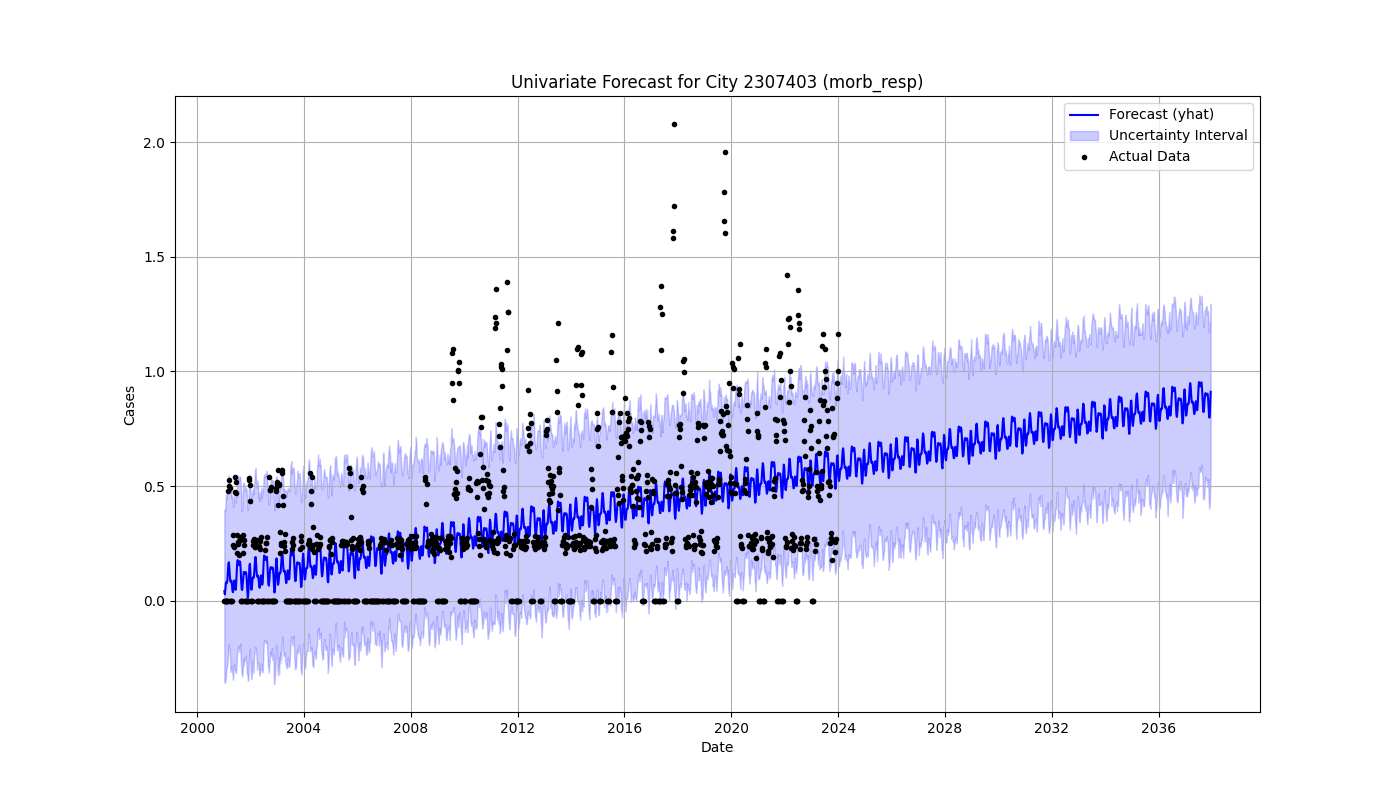 Univariate Forecast for City 2307403 (morb_resp)
Forecast (yhat)
Uncertainty Interval
Actual Data
Cases
2.0
1.5
1.0
0.5
0.0
2000 2004 2008 2012 2016 2020 2024 2028 2032 2036
Date